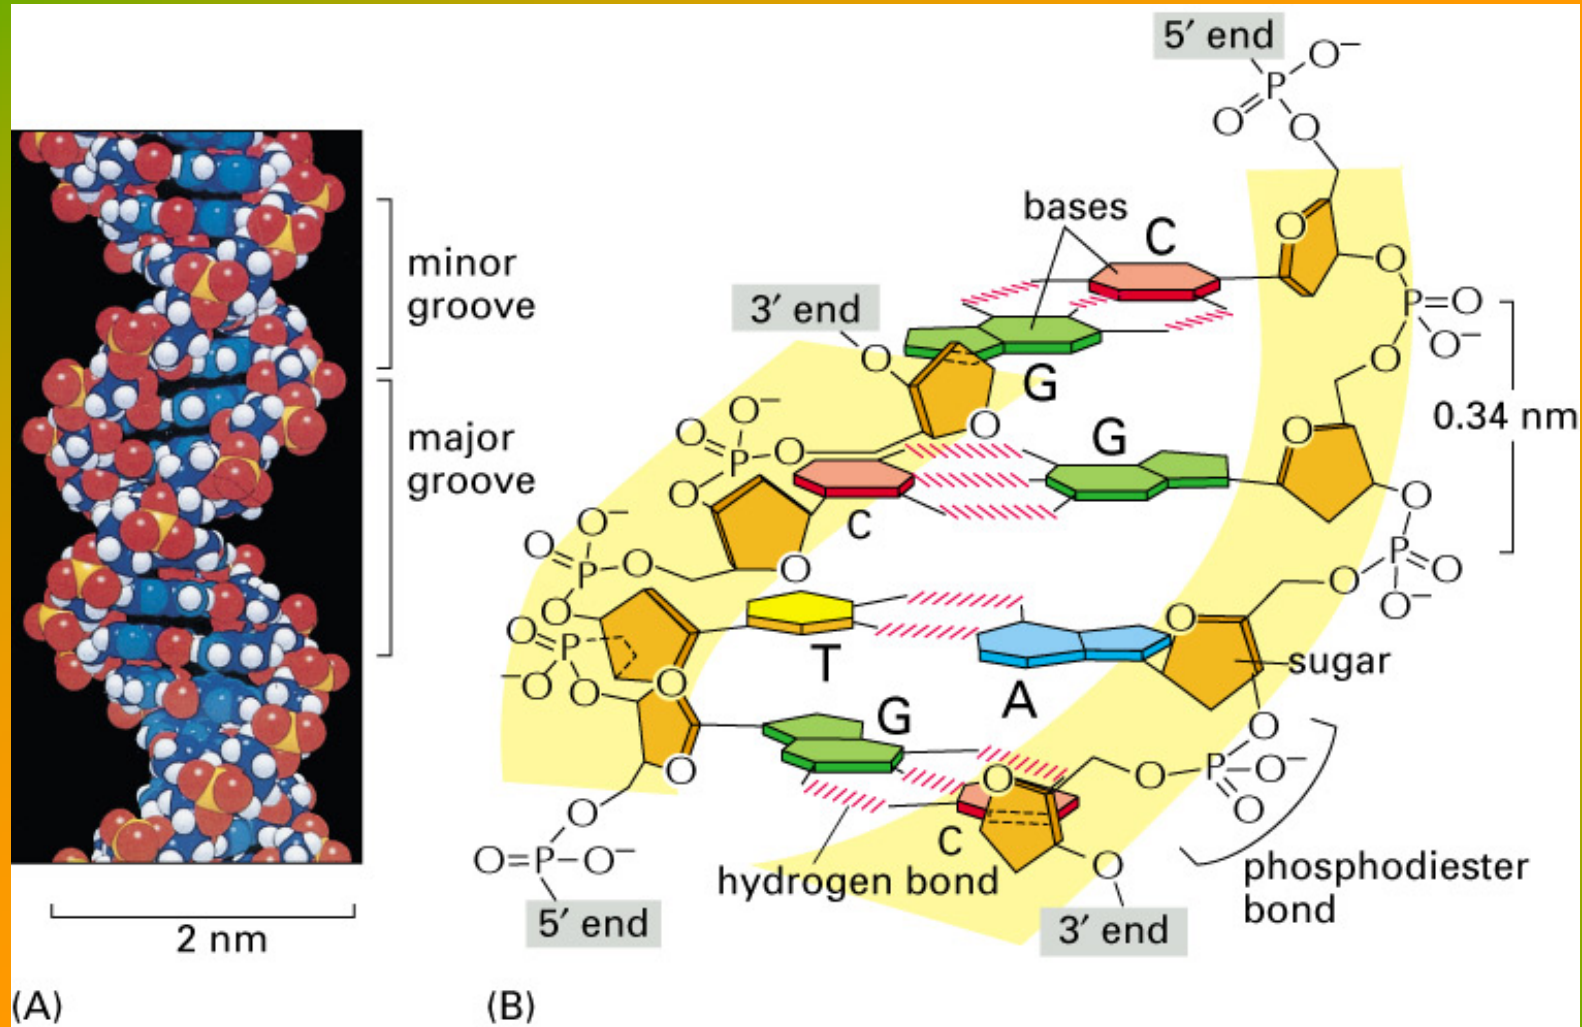 5′ end
O⁻
P
O
O
bases
C
O
minor
groove
O
3′ end
P
O
O⁻
O
O
G
0.34 nm
O⁻
O
G
major
groove
O
P
O
O
O
O
C
O⁻
O
P
O
O
P
O
O
O⁻
O
O
O
P
T
A
sugar
⁻O
O
O
G
O
O
O
P
O⁻
O
O
O
C
hydrogen bond
O
phosphodiester
bond
O
P
O⁻
5′ end
3′ end
2 nm
(A)
(B)